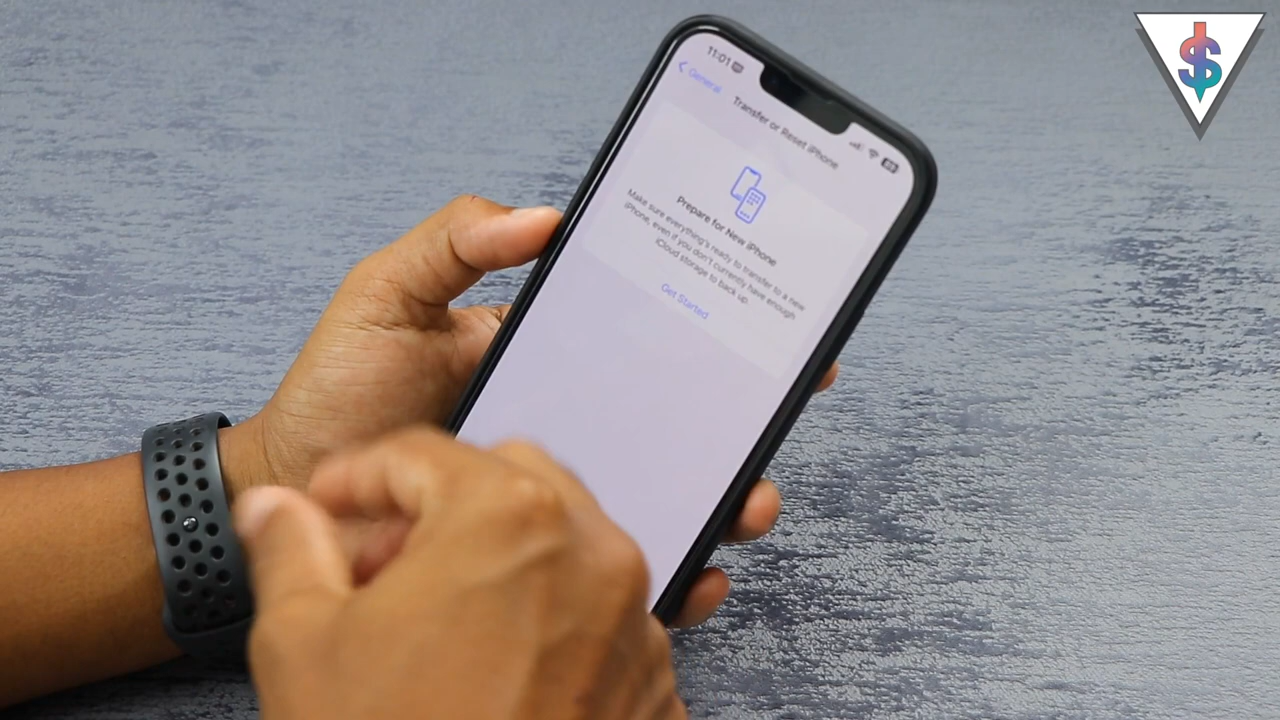 11:01
General
Transfer or Reset iPhone
Prepare for New iPhone
Make sure everything's ready to transfer to a new
iPhone, even if you don't currently have enough
iCloud storage to back up.
Get Started
$